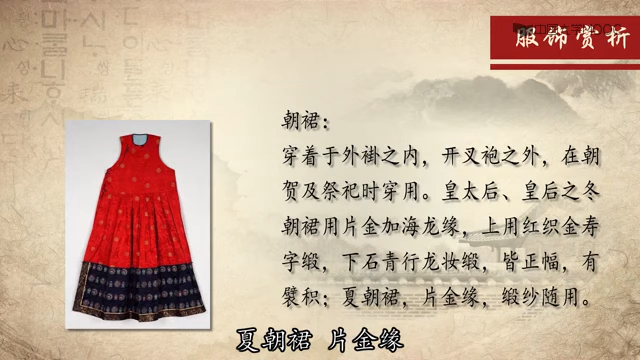 服飾赏析
朝裙：
穿着于外褂之内，开叉袍之外，在朝
贺及祭祀时穿用。皇太后、皇后之冬
朝裙用片金加海龙缘，上用红织金寿
字缎，下石青行龙妆缎，皆正幅，有
襞积；夏朝裙，片金缘，缎纱随用。
夏朝裙 片金缘